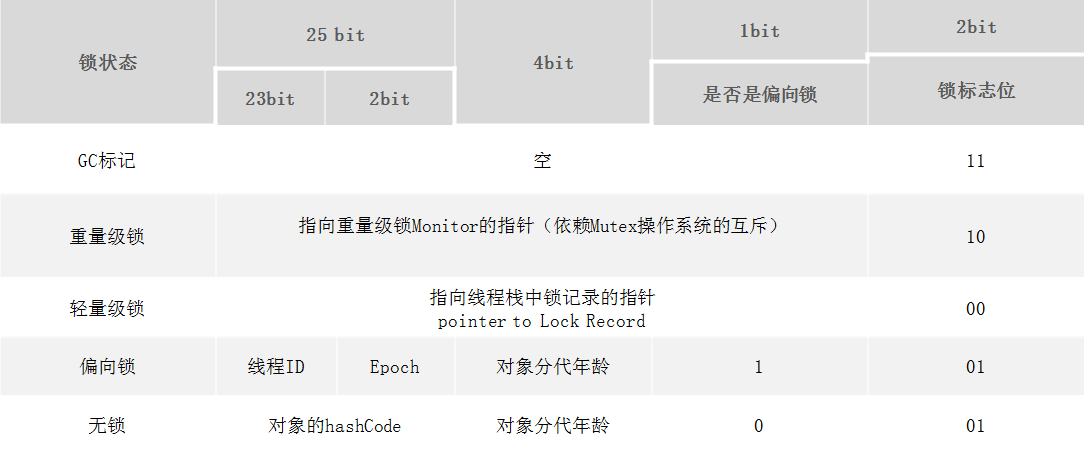 锁状态
25 bit
4bit
1bit
2bit
23bit
2bit
是否是偏向锁
锁标志位
GC标记
空
11
重量级锁
指向重量级锁Monitor的指针（依赖Mutex操作系统的互斥）
10
轻量级锁
指向线程栈中锁记录的指针
pointer to Lock Record
00
偏向锁
线程ID
Epoch
对象分代年龄
1
01
无锁
对象的hashCode
对象分代年龄
0
01